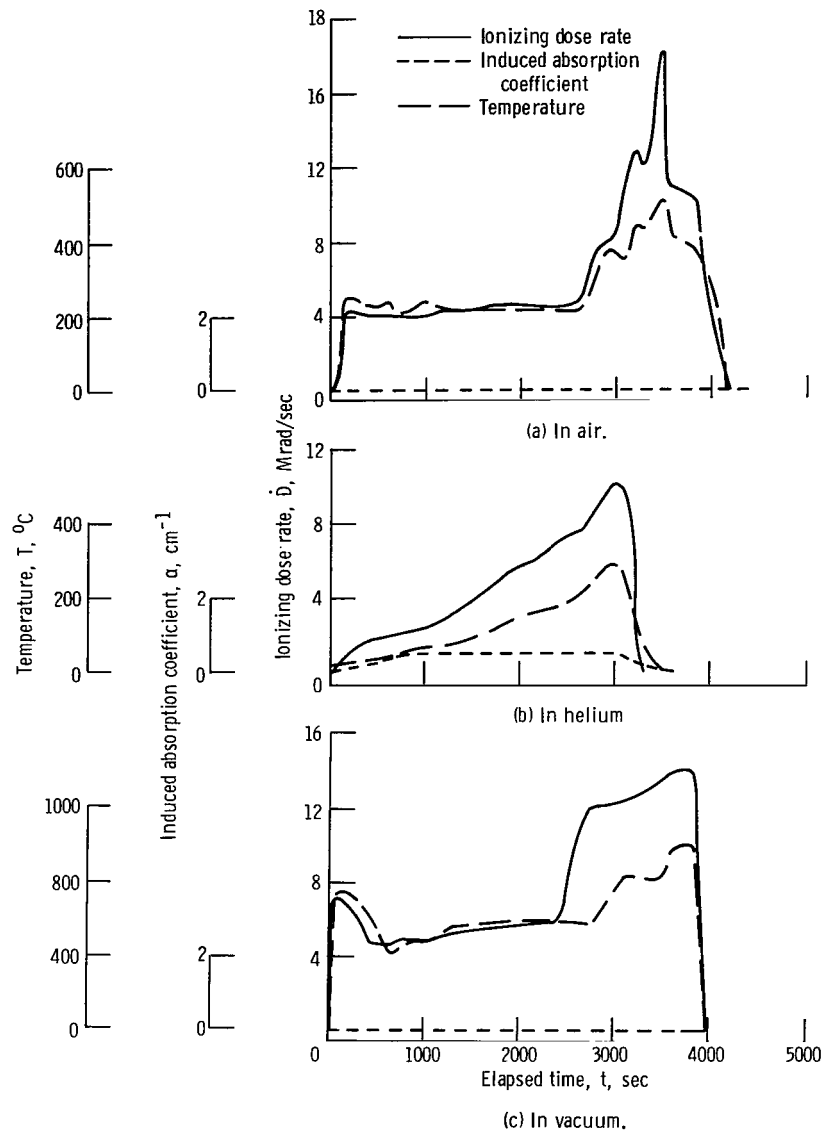 18
Ionizing dose rate
Induced absorption
coefficient
Temperature
16
12
8
4
0
600
400
200
0
2
0
(a) In air.
12
8
4
0
400
200
0
2
0
(b) In helium
Temperature, T, °C
Induced absorption coefficient, α, cm⁻¹
Ionizing dose rate, Ḋ, Mrad/sec
16
12
8
4
1000
800
600
400
200
0
2
0
0 1000 2000 3000 4000 5000
Elapsed time, t, sec
(c) In vacuum.